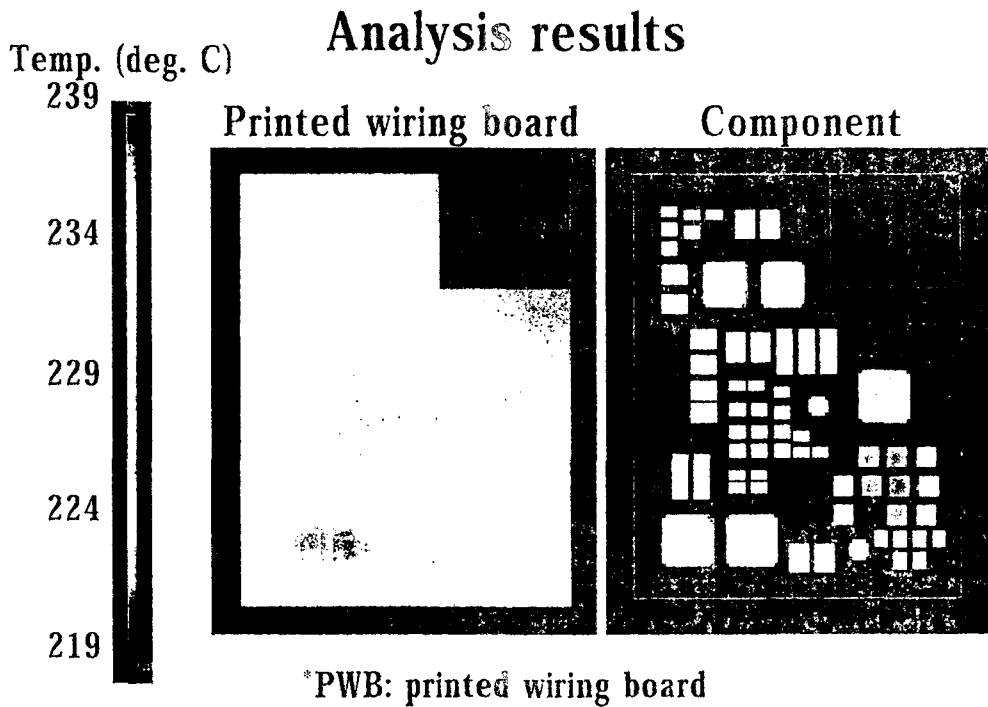 Analysis results
Temp. (deg. C)
239
234
229
224
219
Printed wiring board
Component
*PWB: printed wiring board